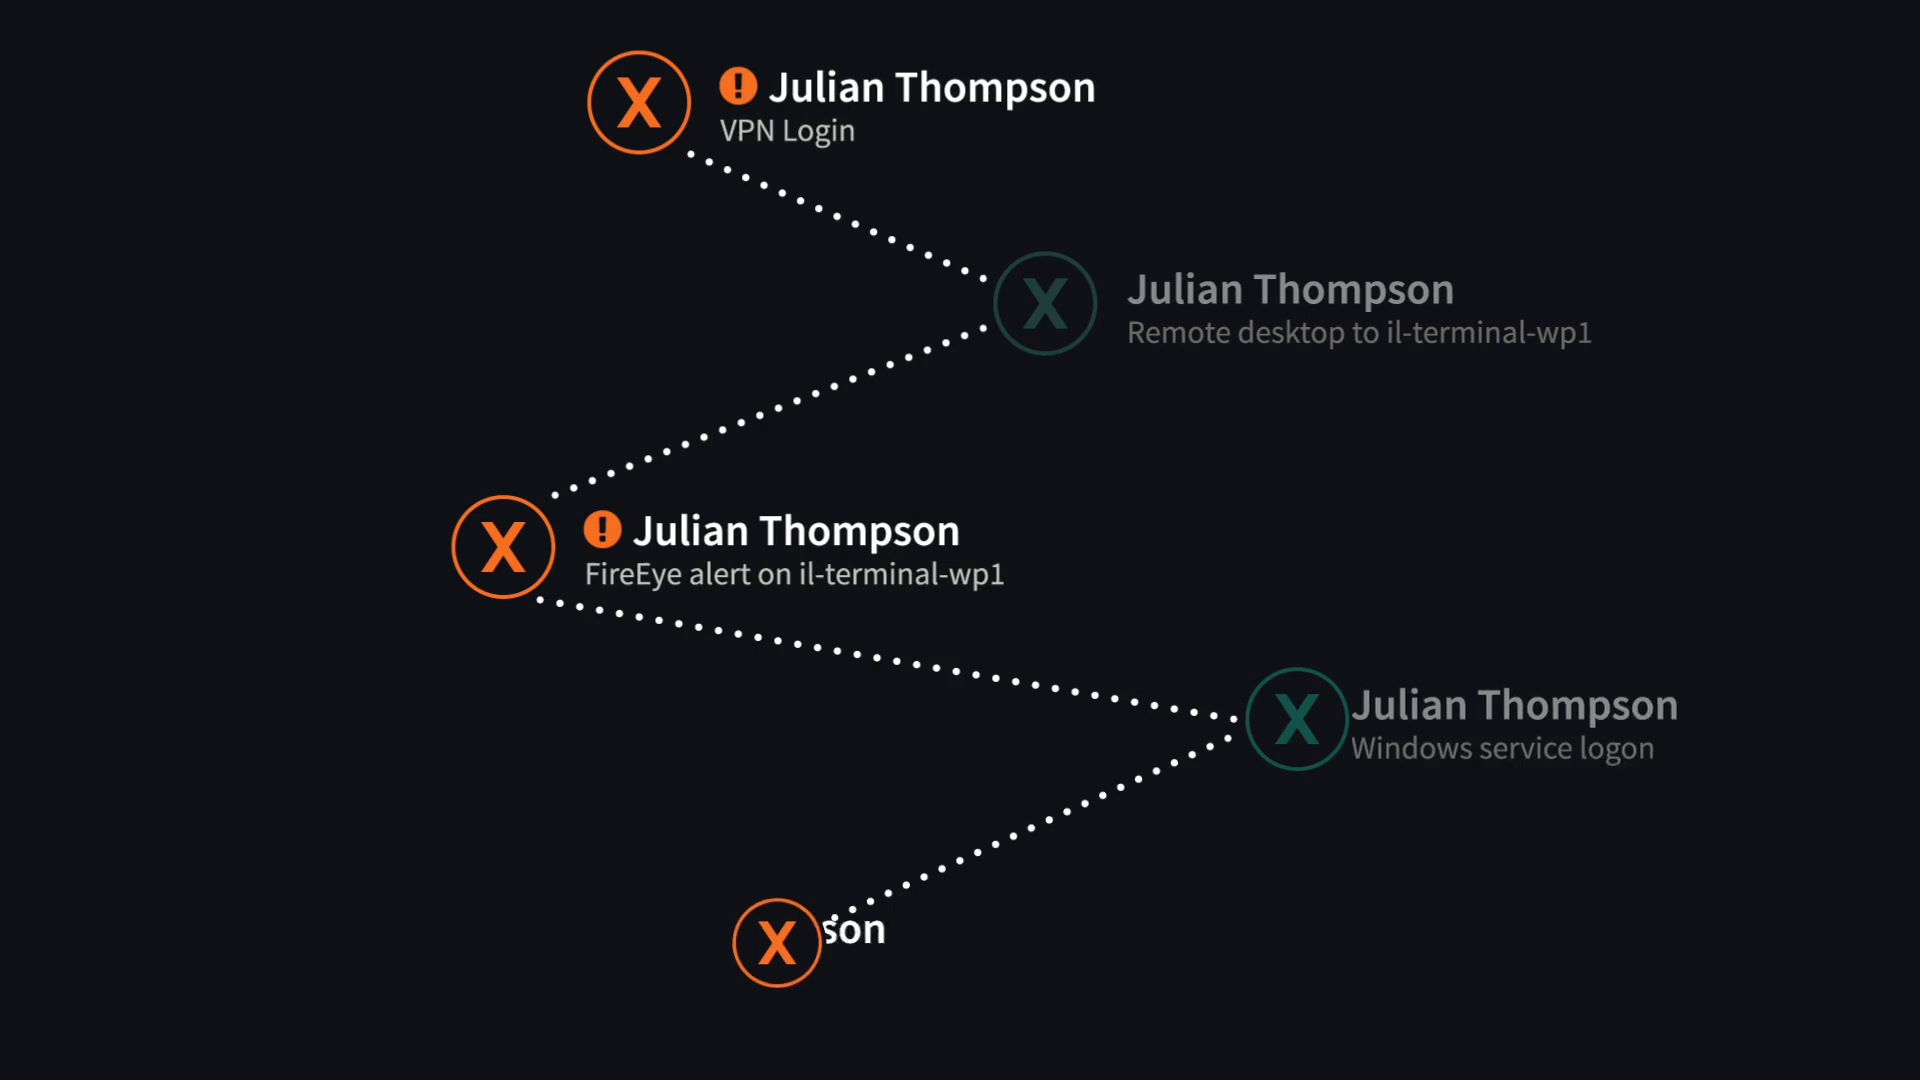 X
! Julian Thompson
VPN Login
X
Julian Thompson
Remote desktop to il-terminal-wp1
X
! Julian Thompson
FireEye alert on il-terminal-wp1
X
Julian Thompson
Windows service logon
X
son